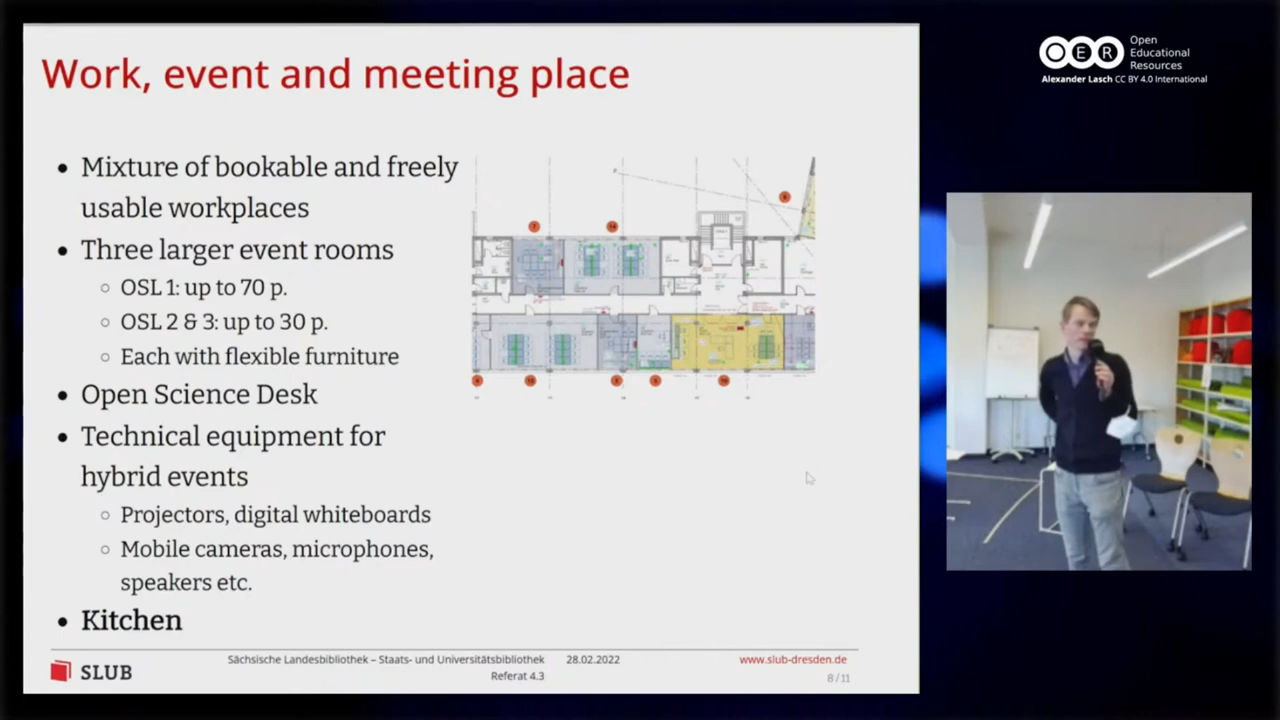 Work, event and meeting place
• Mixture of bookable and freely
usable workplaces
• Three larger event rooms
○ OSL 1: up to 70 p.
○ OSL 2 & 3: up to 30 p.
○ Each with flexible furniture
• Open Science Desk
• Technical equipment for
hybrid events
○ Projectors, digital whiteboards
○ Mobile cameras, microphones,
speakers etc.
• Kitchen
SLUB
Sächsische Landesbibliothek – Staats- und Universitätsbibliothek
Referat 4.3
28.02.2022
www.slub-dresden.de
8 / 11
OER
Open
Educational
Resources
Alexander Lasch CC BY 4.0 International